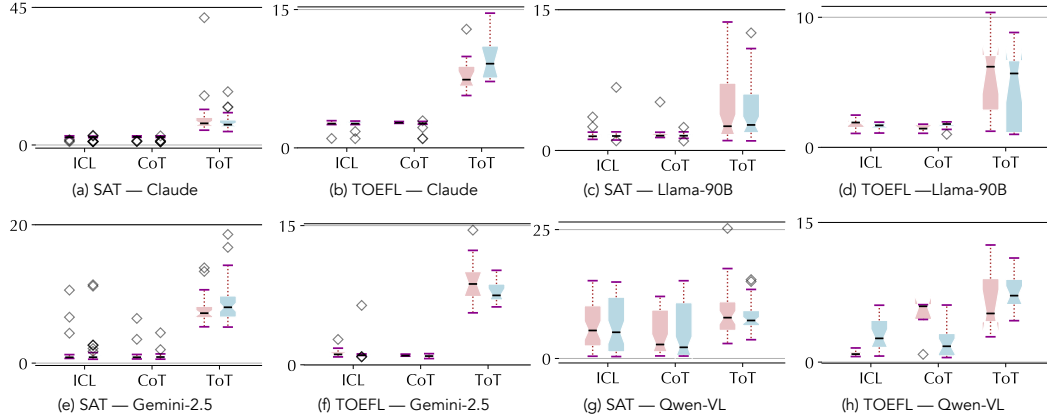 45
0
ICL CoT ToT
(a) SAT — Claude
15
0
ICL CoT ToT
(b) TOEFL — Claude
15
0
ICL CoT ToT
(c) SAT —Llama-90B
10
0
ICL CoT ToT
(d) TOEFL—Llama-90B
20
0
ICL CoT ToT
(e) SAT — Gemini-2.5
15
0
ICL CoT ToT
(f) TOEFL — Gemini-2.5
25
0
ICL CoT ToT
(g) SAT — Qwen-VL
15
0
ICL CoT ToT
(h) TOEFL — Qwen-VL